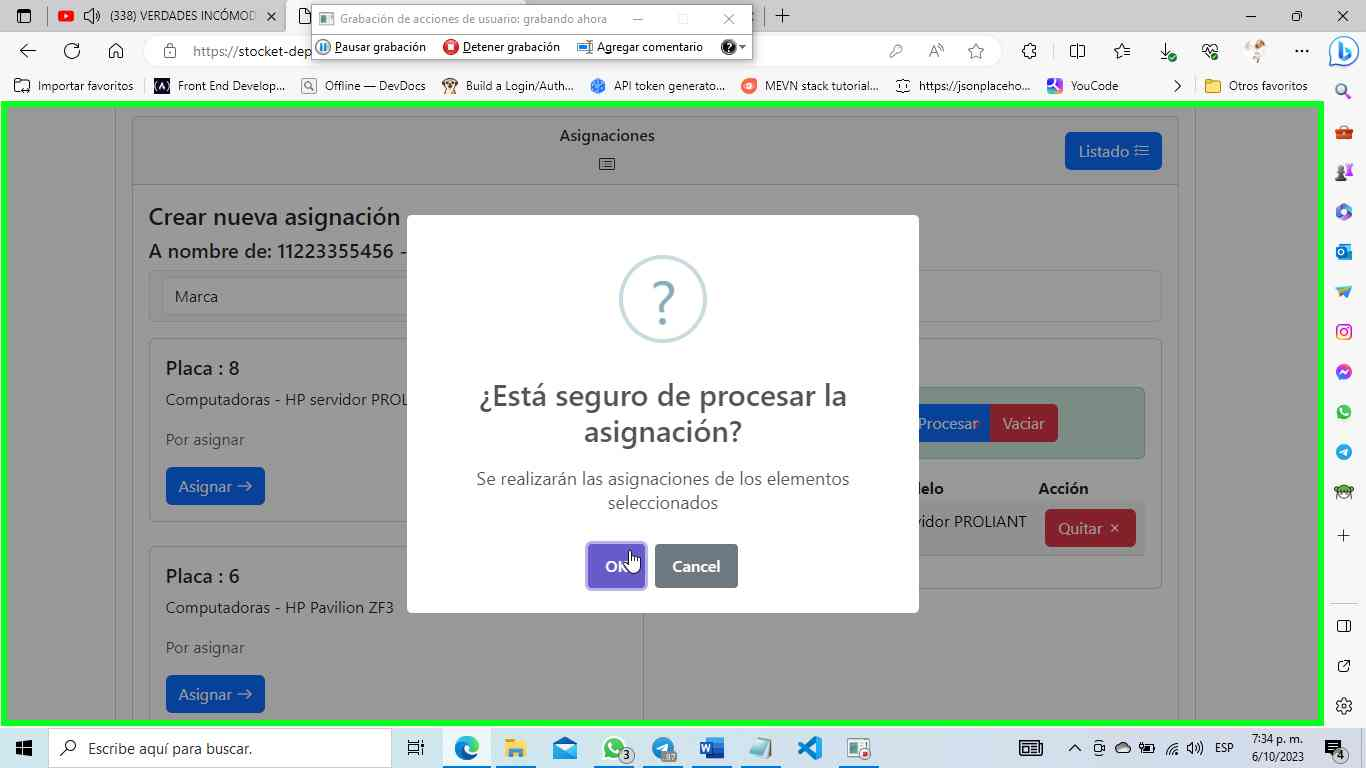 (338) VERDADES INCÓMOD
Grabación de acciones de usuario: grabando ahora
Pausar grabación
Detener grabación
Agregar comentario
https://stocket-dep
Importar favoritos
Front End Develop...
Offline — DevDocs
Build a Login/Auth...
API token generato...
MEVN stack tutorial...
https://jsonplaceho...
YouCode
Otros favoritos
Asignaciones
Listado
Crear nueva asignación
A nombre de: 11223355456 -
Marca
Placa : 8
Computadoras - HP servidor PROL
Por asignar
Asignar →
Placa : 6
Computadoras - HP Pavilion ZF3
Por asignar
Asignar →
?
¿Está seguro de procesar la
asignación?
Se realizarán las asignaciones de los elementos
seleccionados
OK
Cancel
Procesar
Vaciar
delo
Acción
vidor PROLIANT
Quitar ×
Escribe aquí para buscar.
3
87
ESP
7:34 p. m.
6/10/2023
4